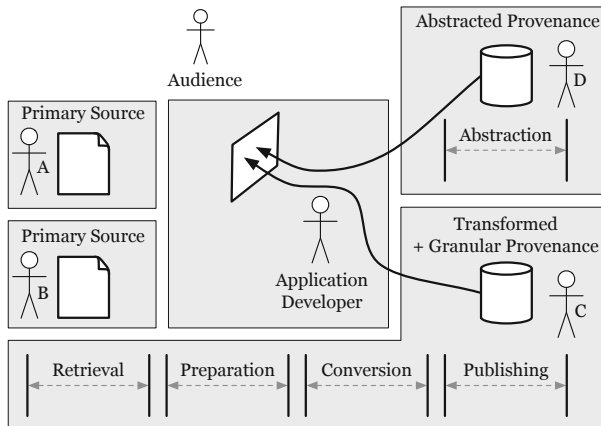 Audience
Abstracted Provenance
D
Abstraction
Primary Source
A
Primary Source
B
Application
Developer
Transformed
+ Granular Provenance
C
Retrieval
Preparation
Conversion
Publishing